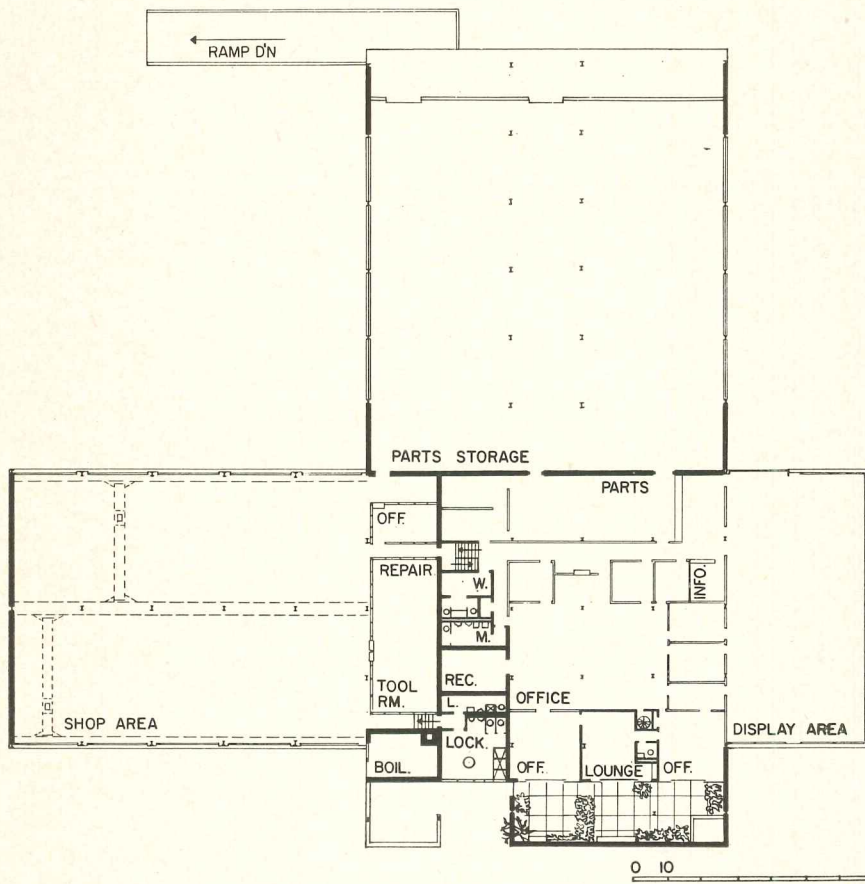 RAMP D'N
PARTS STORAGE
PARTS
OFF.
REPAIR
W.
INFO.
M.
REC.
TOOL
RM.
L.
OFFICE
SHOP AREA
DISPLAY AREA
LOCK.
BOIL.
OFF.
LOUNGE
OFF.
0 10